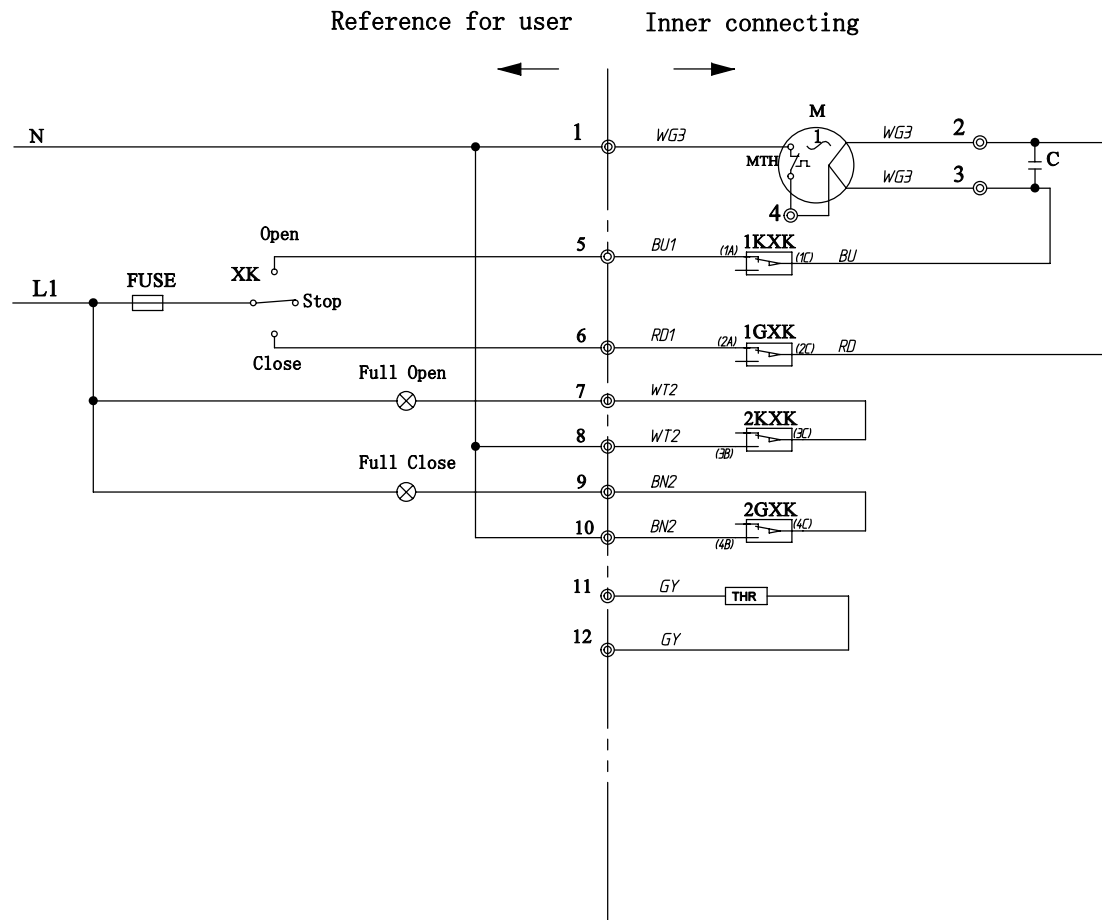 Reference for user Inner connecting
N 1 WG3 M 1 MTH WG3 2
C
WG3 3
4
Open 5 BU1 (1A) 1KXK (1C) BU
L1 FUSE XK Stop
Close 6 RD1 (2A) 1GXK (2C) RD
Full Open 7 WT2
8 WT2 (3B) 2KXK (3C)
Full Close 9 BN2
10 BN2 (4B) 2GXK (4C)
11 GY THR
12 GY